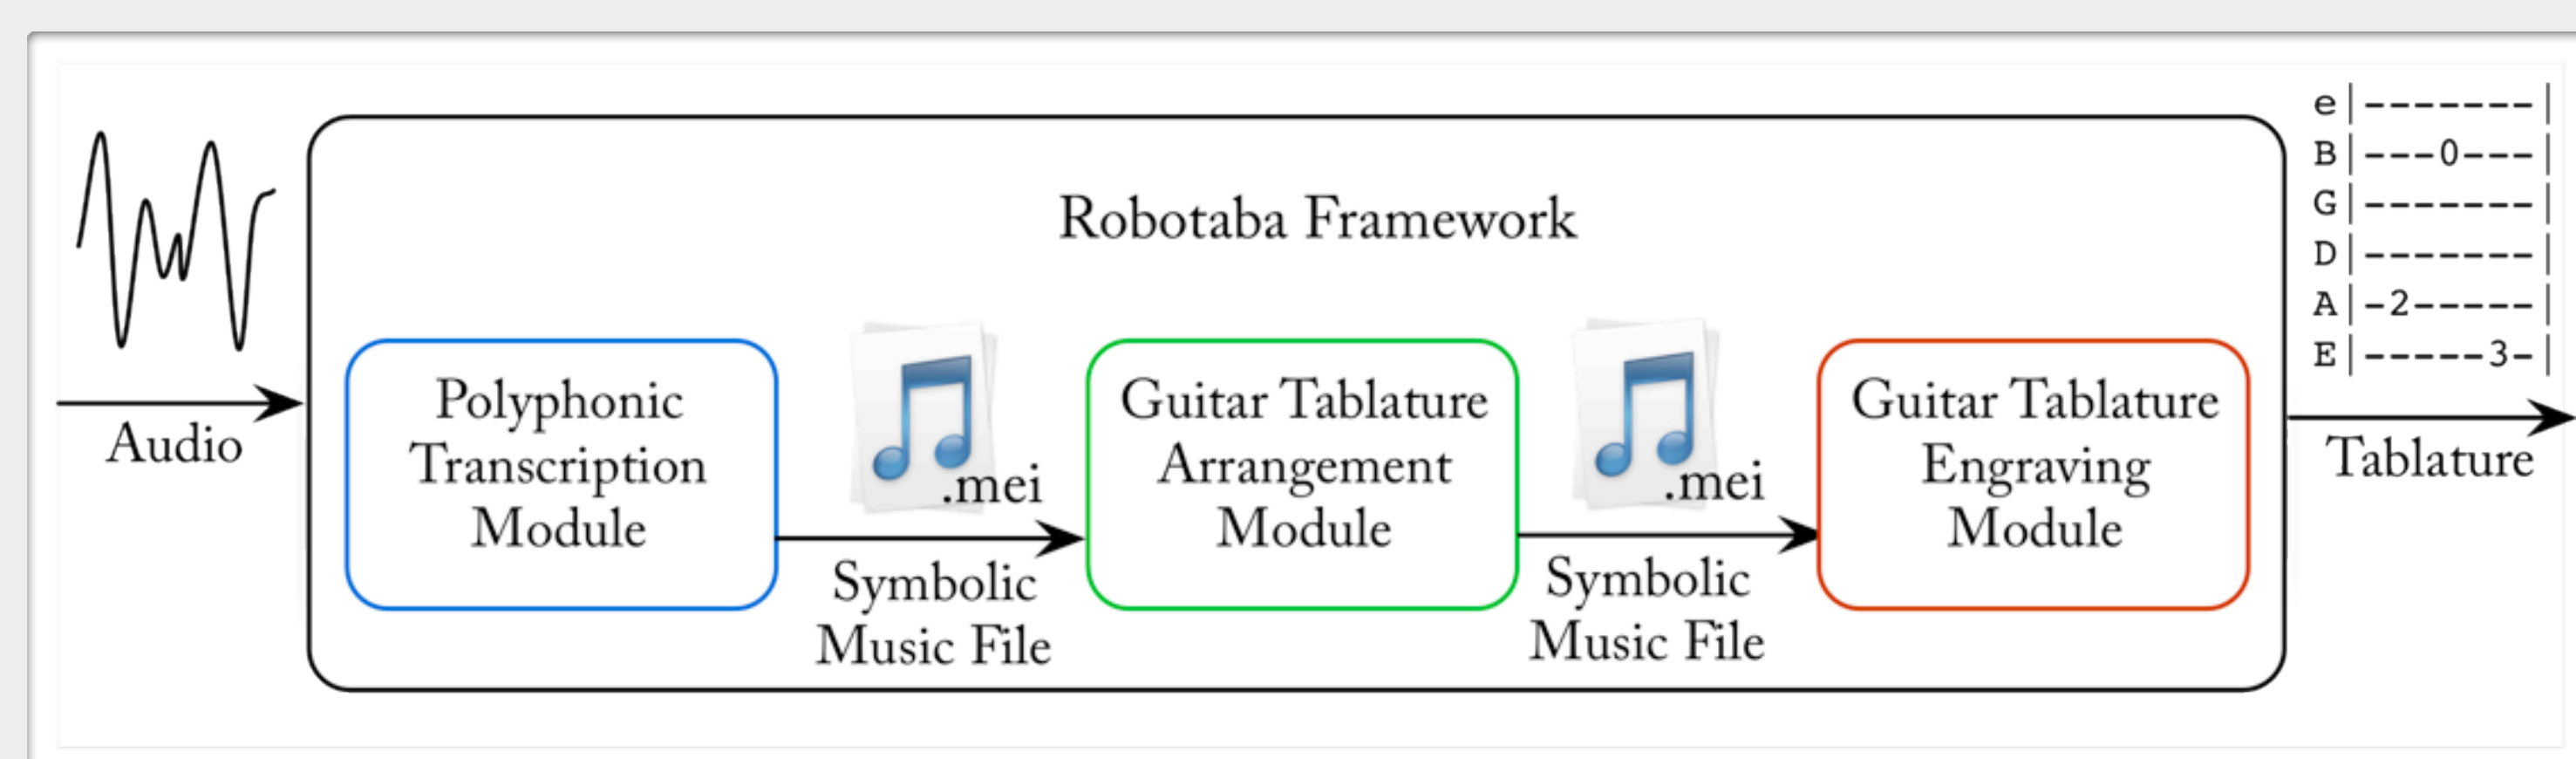 Robotaba Framework
Audio
Polyphonic
Transcription
Module
.mei
Symbolic
Music File
Guitar Tablature
Arrangement
Module
.mei
Symbolic
Music File
Guitar Tablature
Engraving
Module
e|-------|
B|---0---|
G|-------|
D|-------|
A|-2-----|
E|-----3-|
Tablature